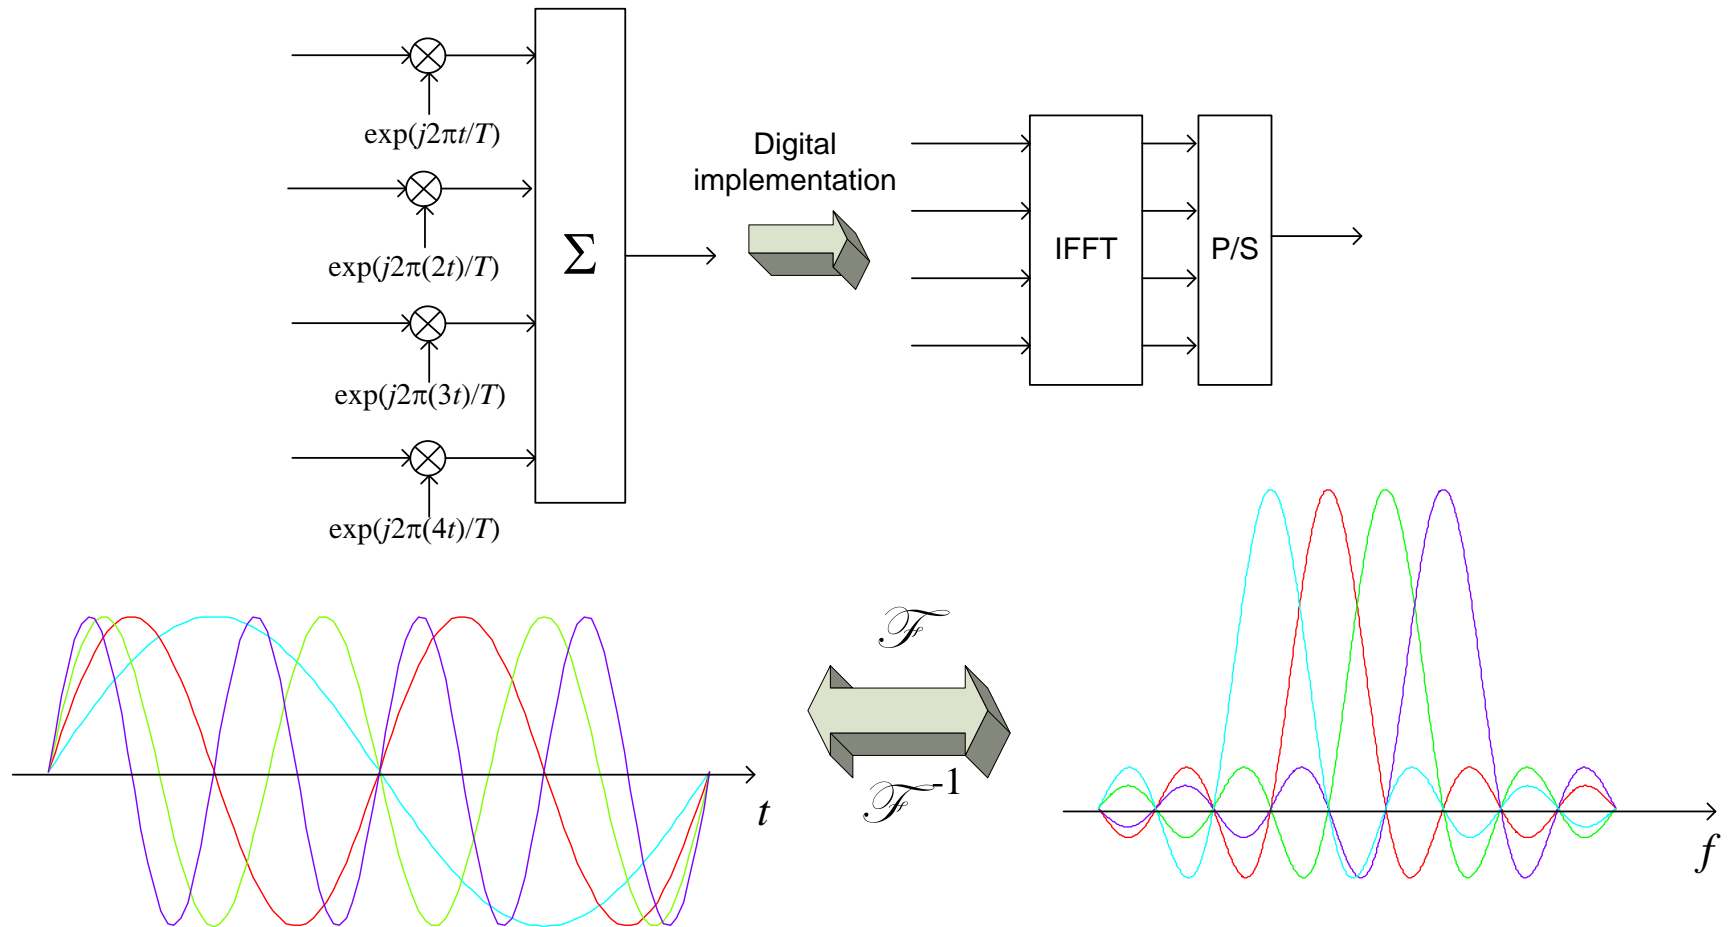 exp(j2πt/T)
exp(j2π(2t)/T)
exp(j2π(3t)/T)
exp(j2π(4t)/T)
Σ
Digital
implementation
IFFT
P/S
ℱ
ℱ⁻¹
t
f